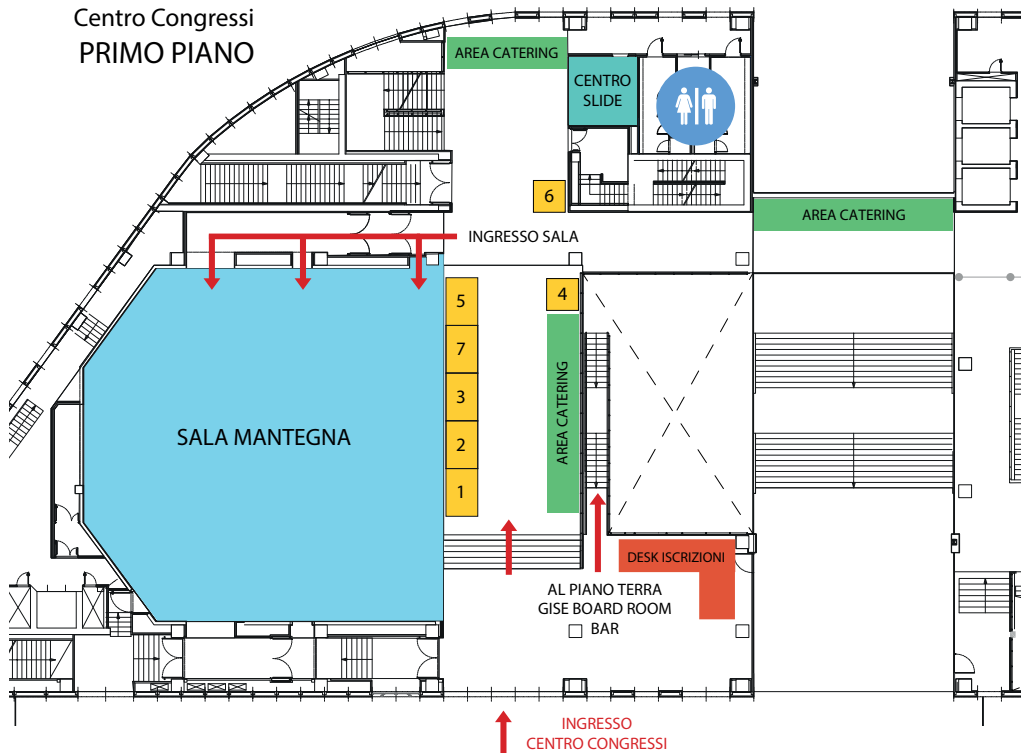 Centro Congressi
PRIMO PIANO
AREA CATERING
CENTRO
SLIDE
6
AREA CATERING
INGRESSO SALA
5
4
7
3
AREA CATERING
SALA MANTEGNA
2
1
DESK ISCRIZIONI
AL PIANO TERRA
GISE BOARD ROOM
BAR
INGRESSO
CENTRO CONGRESSI